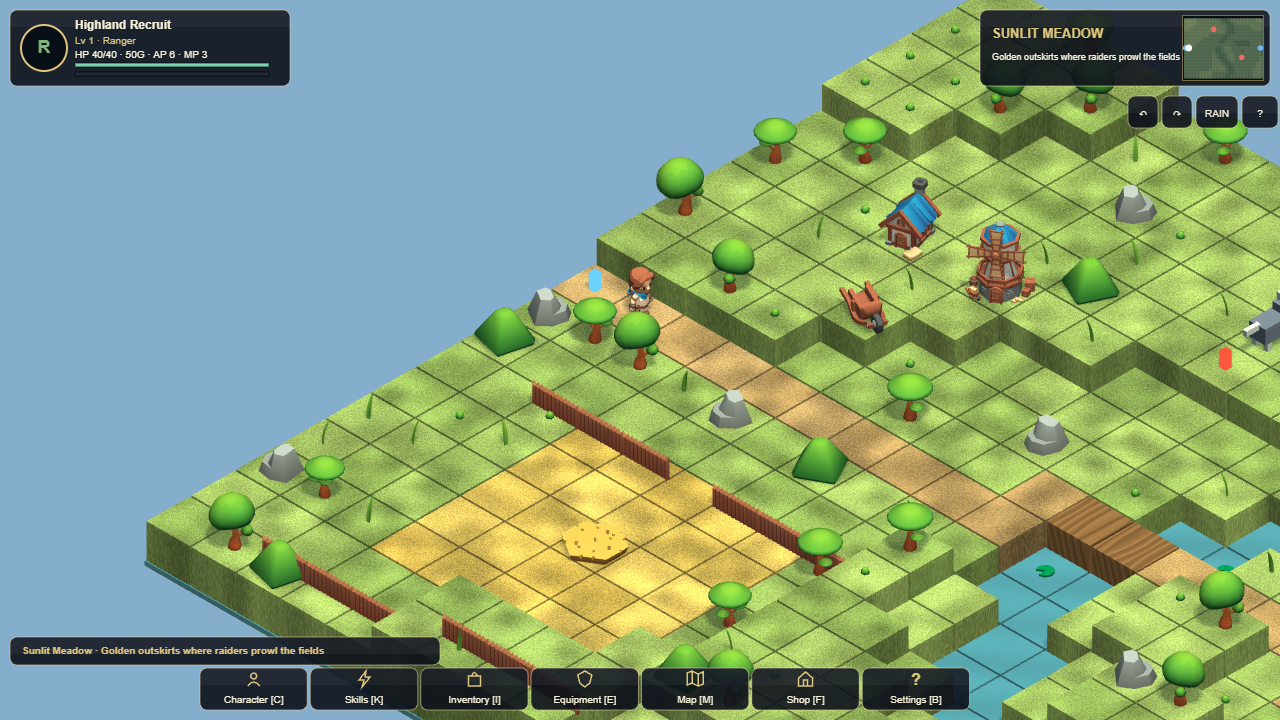 R
Highland Recruit
Lv 1 · Ranger
HP 40/40 · 50G · AP 6 · MP 3
SUNLIT MEADOW
Golden outskirts where raiders prowl the fields
↶
↷
RAIN
?
Sunlit Meadow · Golden outskirts where raiders prowl the fields
Character [C]
Skills [K]
Inventory [I]
Equipment [E]
Map [M]
Shop [F]
?
Settings [B]